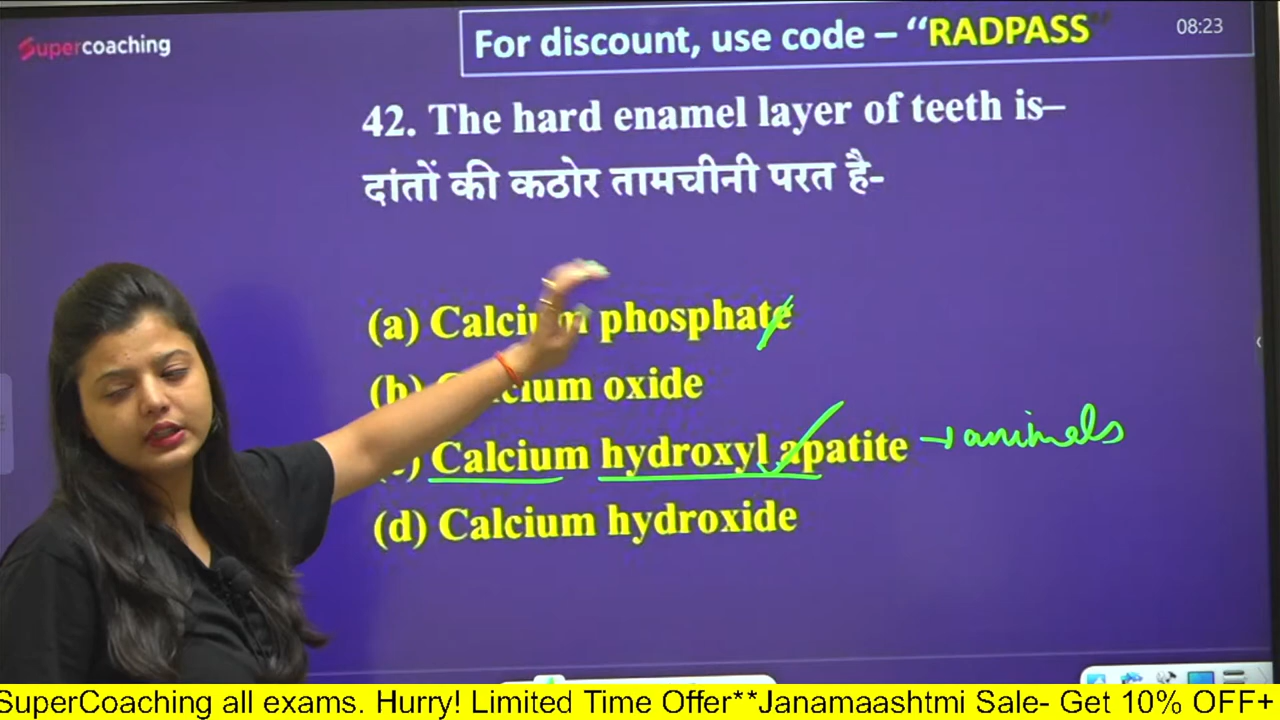 Supercoaching
For discount, use code – “RADPASS”
08:23
42. The hard enamel layer of teeth is–
दांतों की कठोर तामचीनी परत है-
(a) Calcium phosphate
(b) Calcium oxide
(c) Calcium hydroxyl apatite → animals
(d) Calcium hydroxide
SuperCoaching all exams. Hurry! Limited Time Offer**Janamaashtmi Sale- Get 10% OFF+